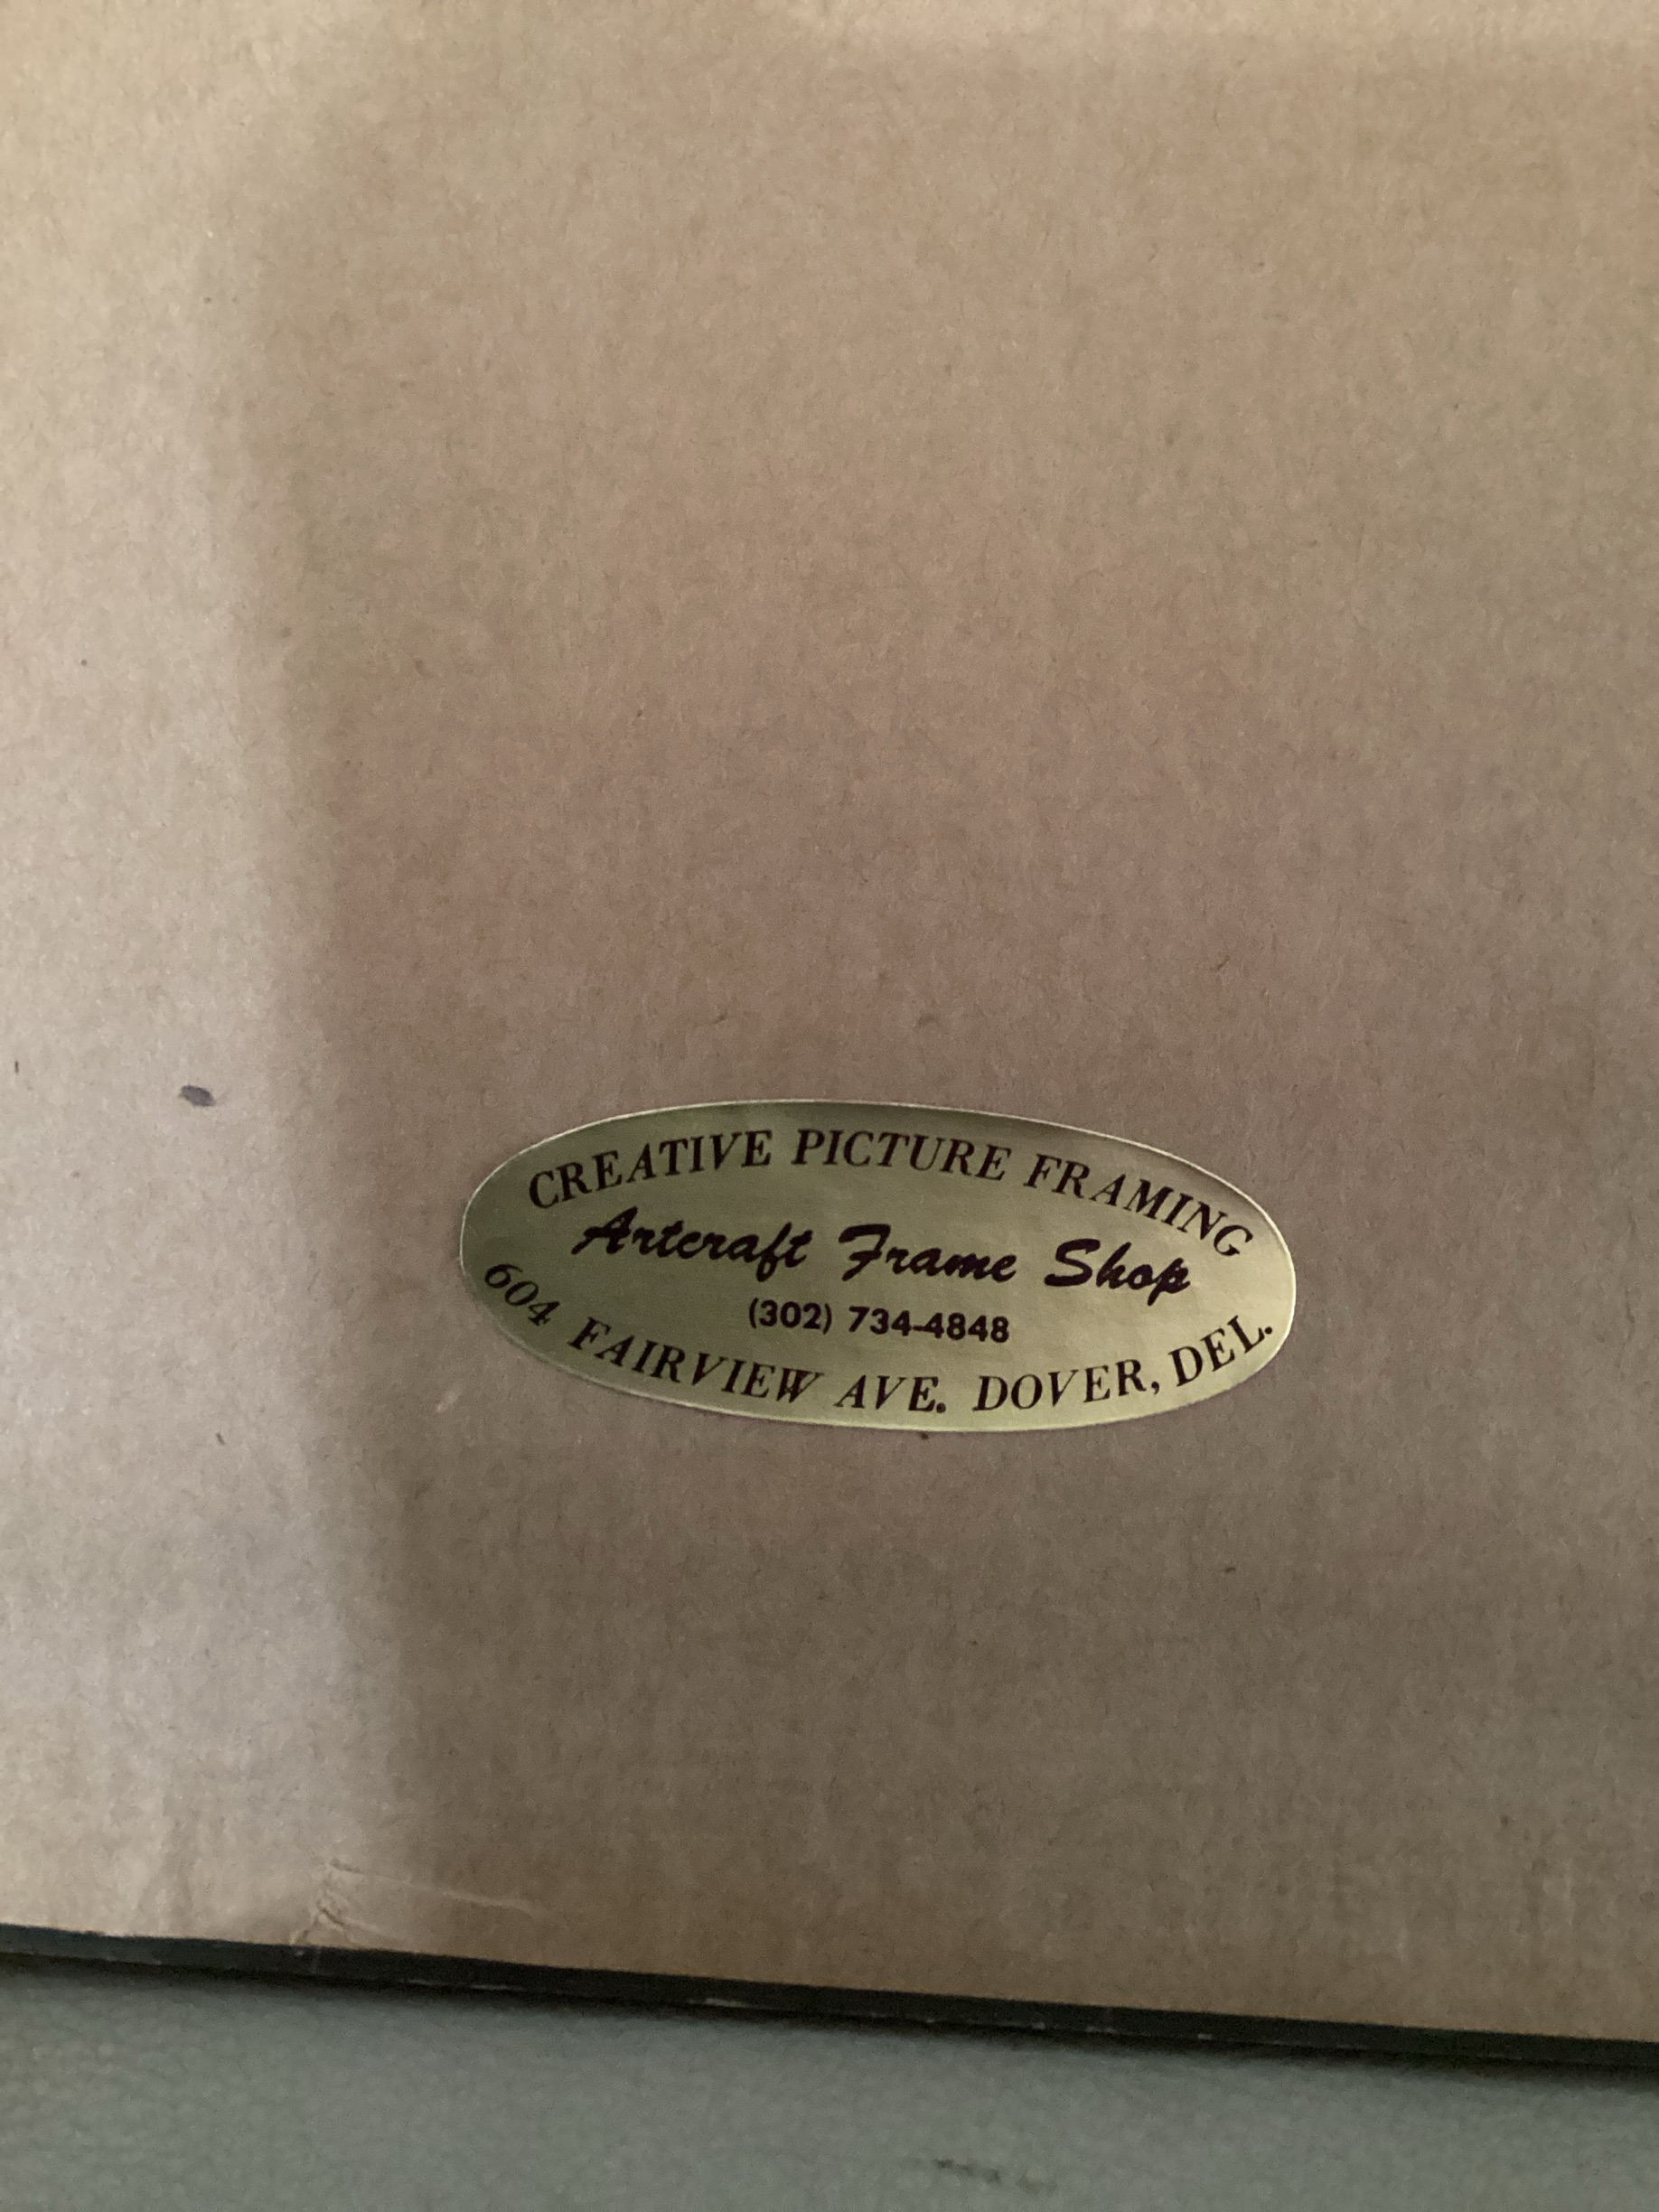 CREATIVE PICTURE FRAMING
Artcraft Frame Shop
(302) 734-4848
604 FAIRVIEW AVE. DOVER, DEL.